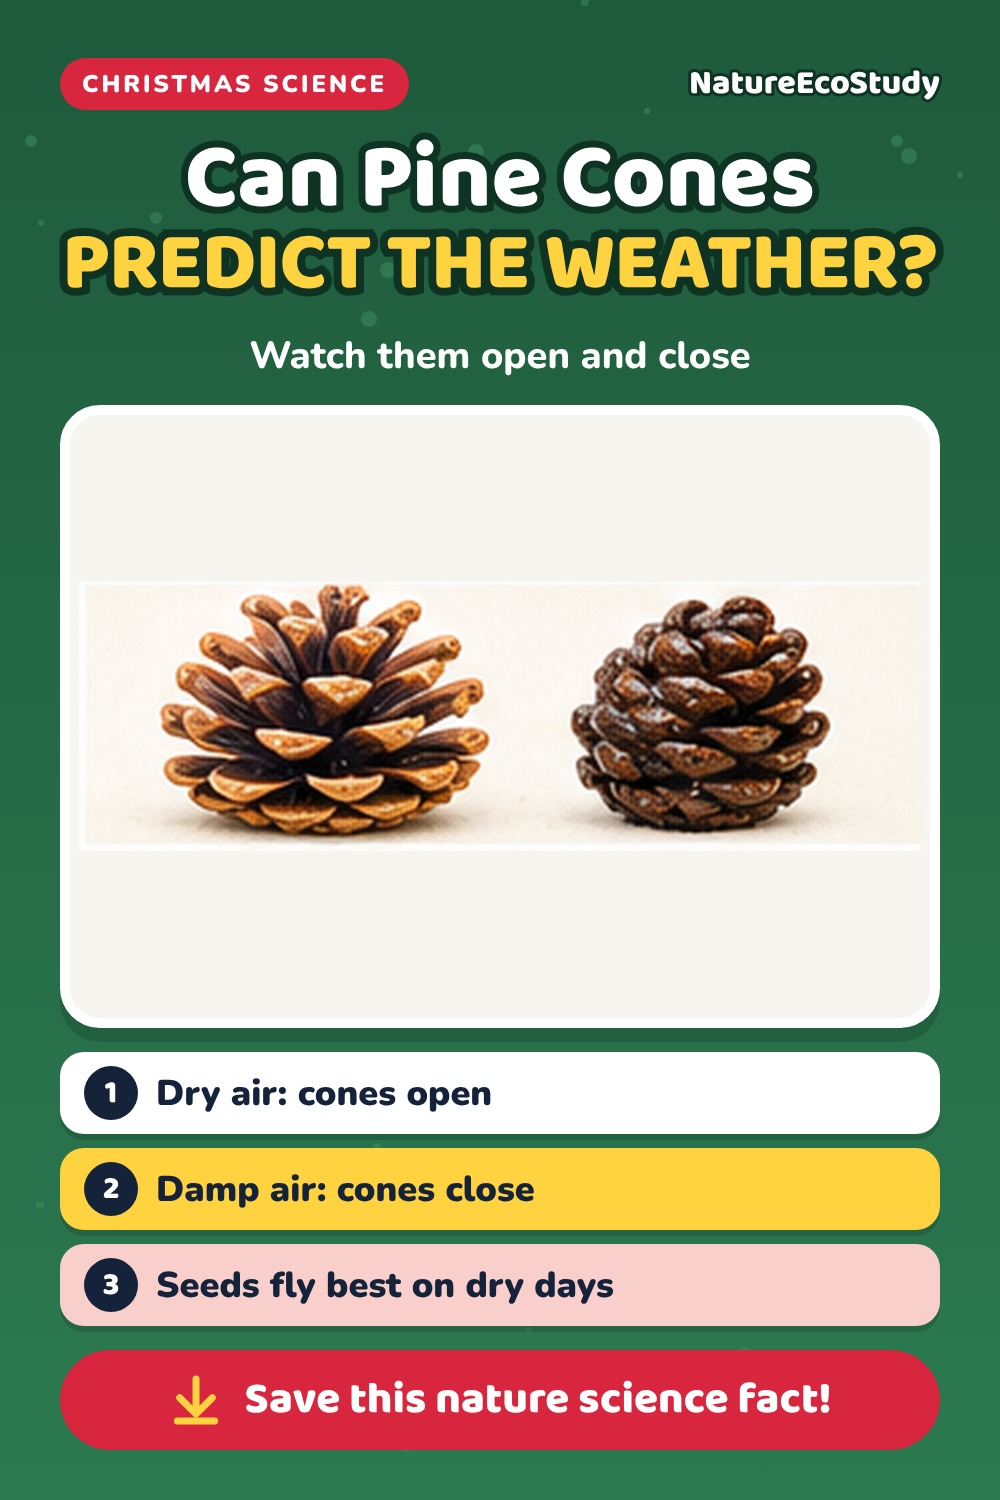 CHRISTMAS SCIENCE
NatureEcoStudy
Can Pine Cones
PREDICT THE WEATHER?
Watch them open and close
1 Dry air: cones open
2 Damp air: cones close
3 Seeds fly best on dry days
Save this nature science fact!